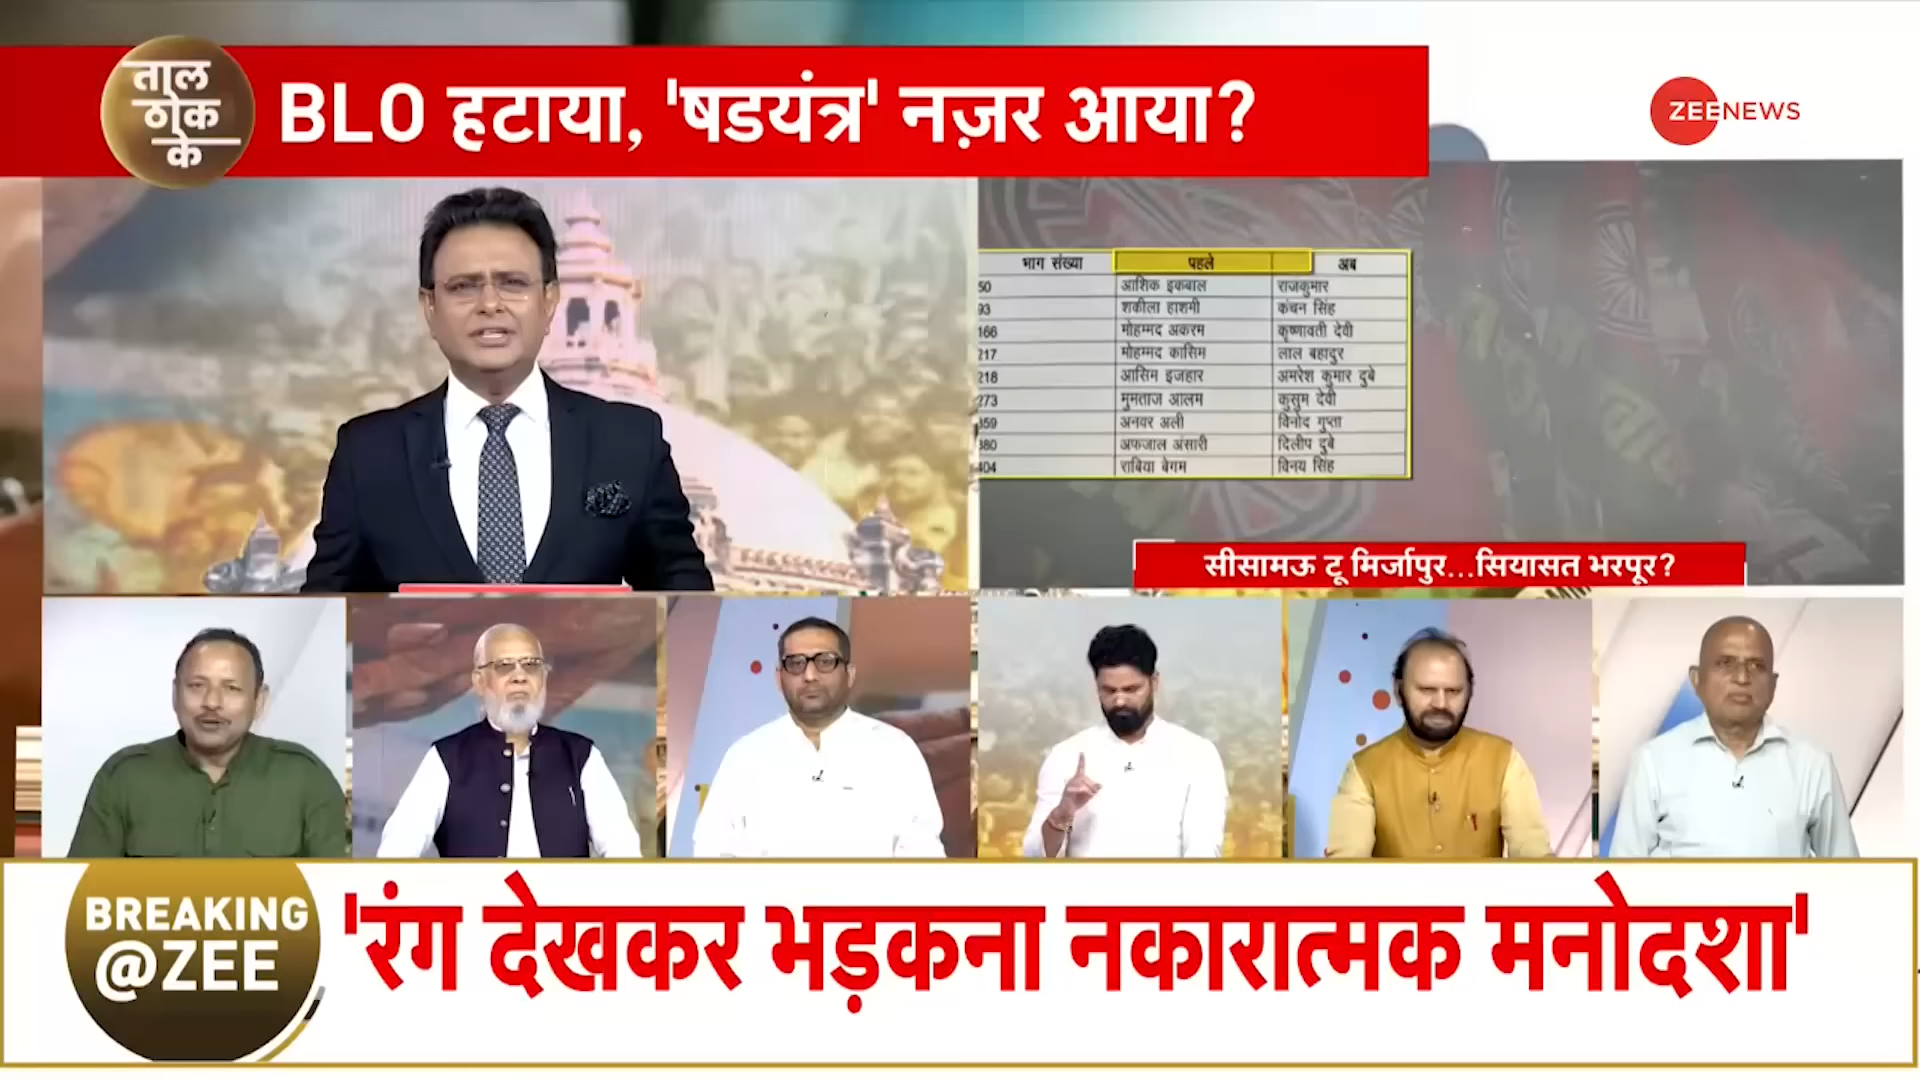 ताल
ठोक
के
BLO हटाया, 'षडयंत्र' नज़र आया?
ZEENEWS
भाग संख्या पहले अब
50 आशिक इकबाल राजकुमार
93 शकीला हाशमी कंचन सिंह
166 मोहम्मद अकरम कृष्णावती देवी
217 मोहम्मद कासिम लाल बहादुर
218 आसिम इजहार अमरेश कुमार दुबे
273 मुमताज आलम कुसुम देवी
359 अनवर अली विनोद गुप्ता
380 अफजाल अंसारी दिलीप दुबे
404 राबिया बेगम विनय सिंह
सीसामऊ टू मिर्जापुर...सियासत भरपूर?
BREAKING
@ZEE
'रंग देखकर भड़कना नकारात्मक मनोदशा'